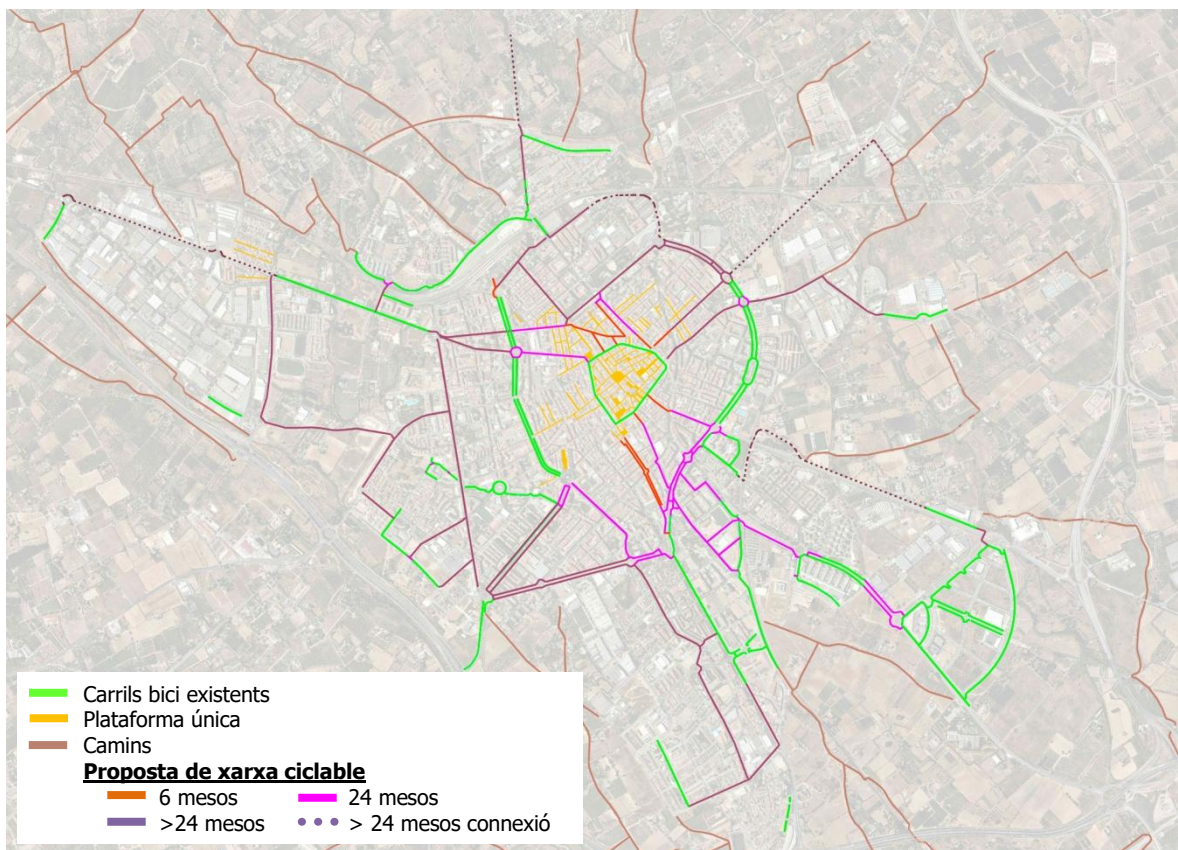 Carrils bici existents
Plataforma única
Camins
Proposta de xarxa ciclable
6 mesos
24 mesos
>24 mesos
> 24 mesos connexió